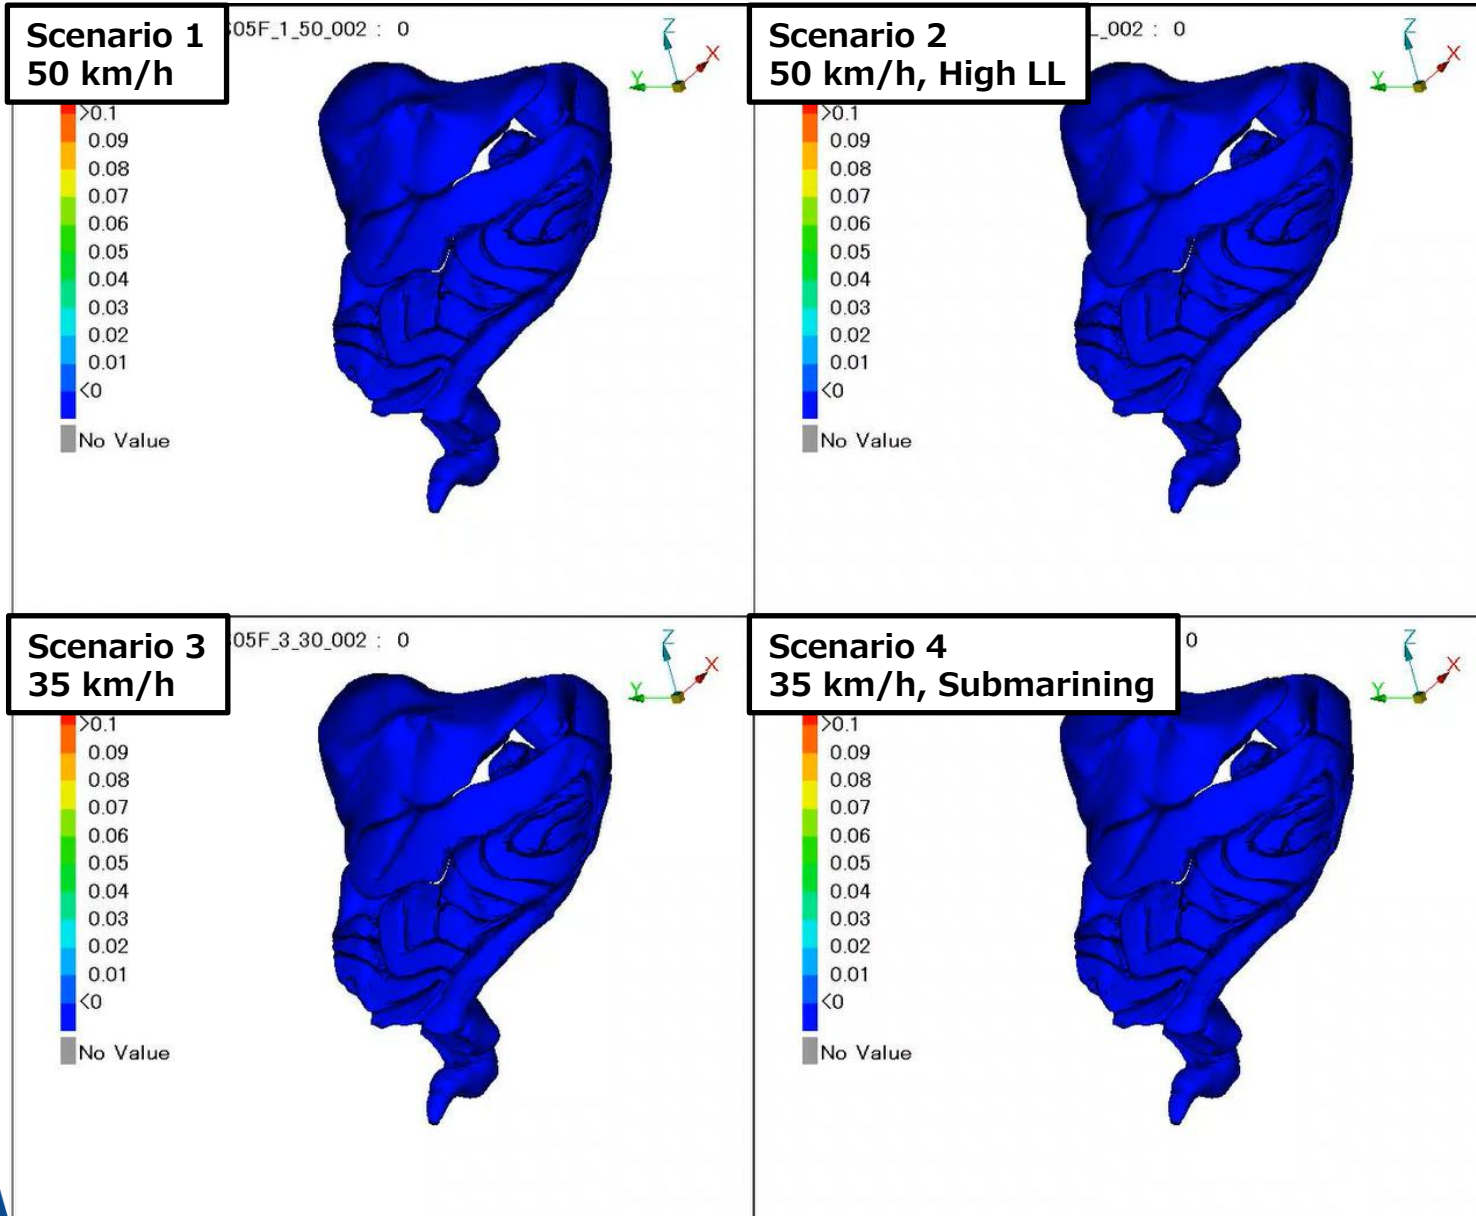 Scenario 1
50 km/h
05F_1_50_002 : 0
Z
X
Y
>0.1
0.09
0.08
0.07
0.06
0.05
0.04
0.03
0.02
0.01
<0
No Value
Scenario 2
50 km/h, High LL
_002 : 0
Z
X
Y
>0.1
0.09
0.08
0.07
0.06
0.05
0.04
0.03
0.02
0.01
<0
No Value
Scenario 3
35 km/h
05F_3_30_002 : 0
Z
X
Y
>0.1
0.09
0.08
0.07
0.06
0.05
0.04
0.03
0.02
0.01
<0
No Value
Scenario 4
35 km/h, Submarining
0
Z
X
Y
>0.1
0.09
0.08
0.07
0.06
0.05
0.04
0.03
0.02
0.01
<0
No Value